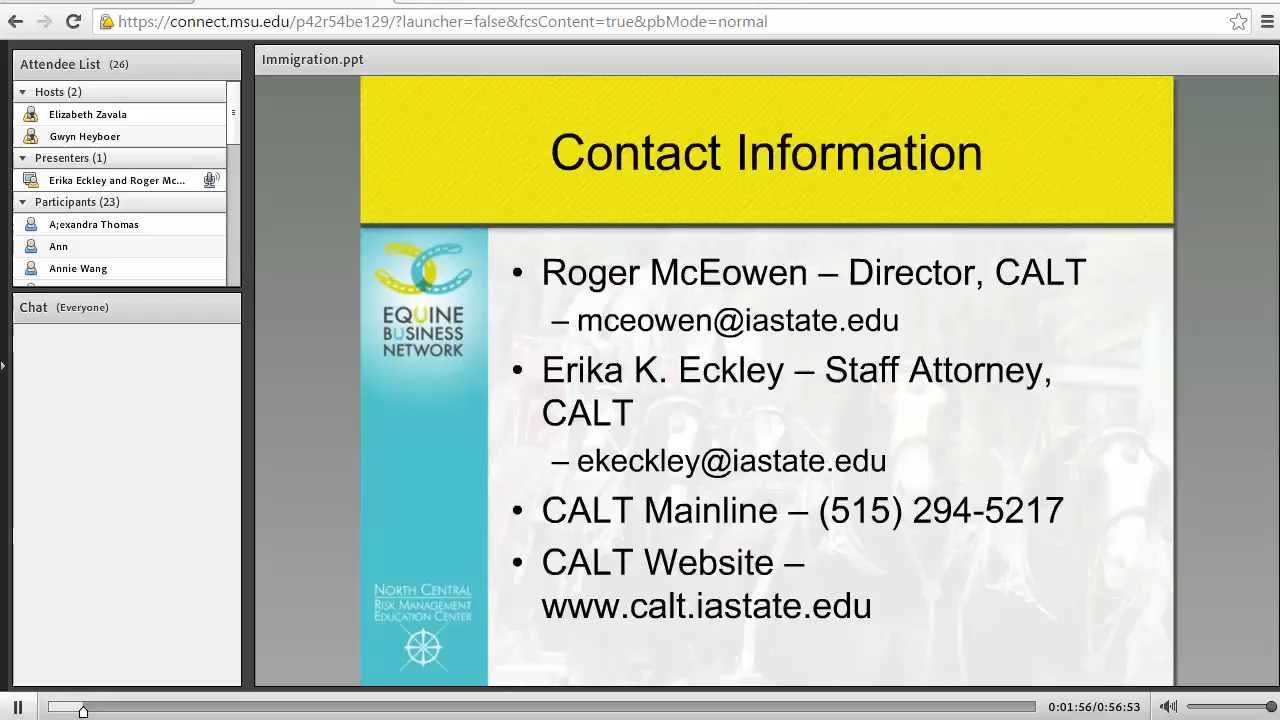 https://connect.msu.edu/p42r54be129/?launcher=false&fcsContent=true&pbMode=normal
Attendee List (26)
Hosts (2)
Elizabeth Zavala
Gwyn Heyboer
Presenters (1)
Erika Eckley and Roger Mc...
Participants (23)
A;exandra Thomas
Ann
Annie Wang
Chat (Everyone)
Immigration.ppt
Contact Information
EQUINE
BUSINESS
NETWORK
• Roger McEowen – Director, CALT
– mceowen@iastate.edu
• Erika K. Eckley – Staff Attorney,
CALT
– ekeckley@iastate.edu
• CALT Mainline – (515) 294-5217
• CALT Website –
www.calt.iastate.edu
NORTH CENTRAL
RISK MANAGEMENT
EDUCATION CENTER
0:01:56/0:56:53